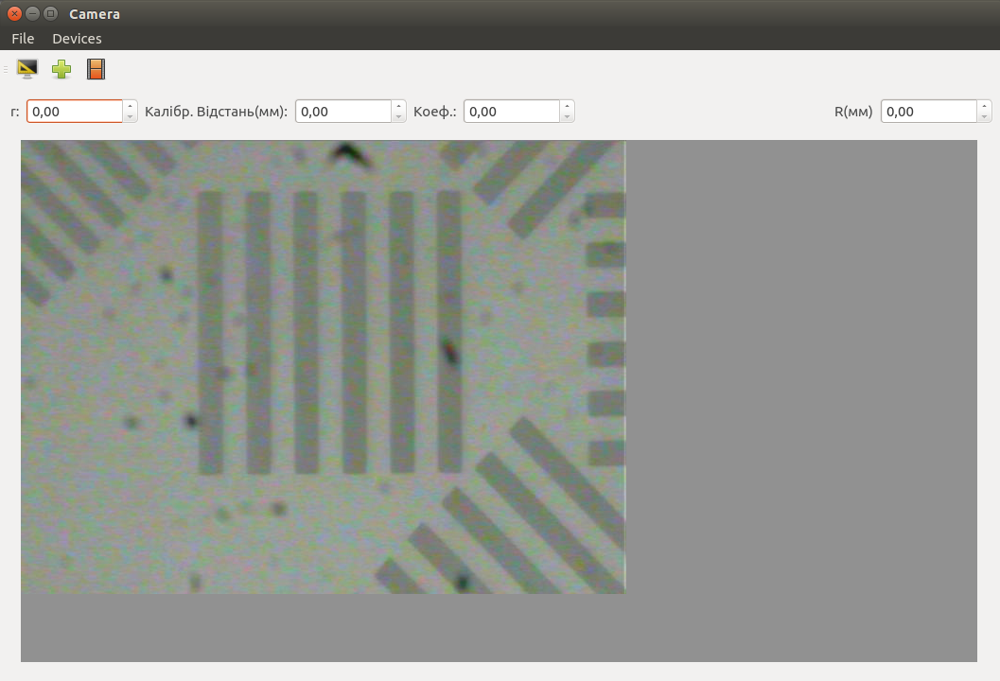 Camera
File Devices
r: 0,00 Калібр. Відстань(мм): 0,00 Коеф.: 0,00 R(мм) 0,00